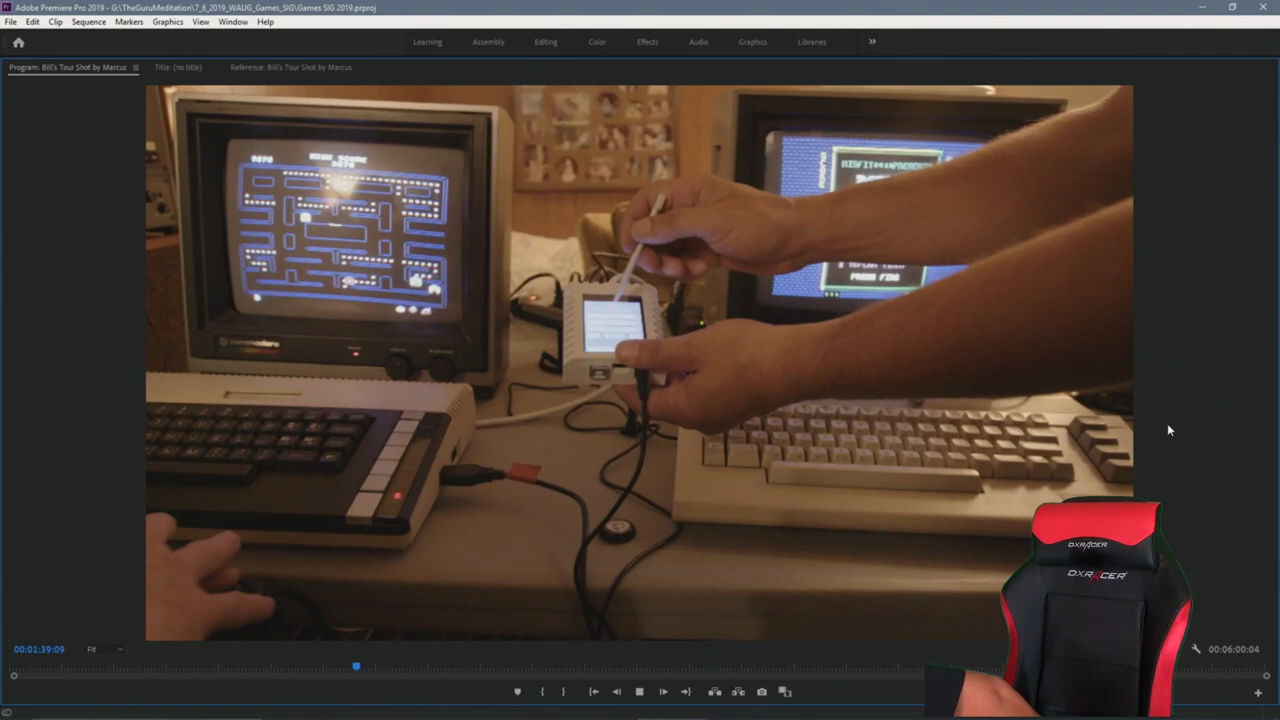 Adobe Premiere Pro 2019 - G:\TheGuruMeditation\7_6_2019_WAUG_Games_SIG\Games SIG 2019.prproj
File Edit Clip Sequence Markers Graphics View Window Help
Learning Assembly Editing Color Effects Audio Graphics Libraries
Program: Bill's Tour Shot by Marcus Title: (no title) Reference: Bill's Tour Shot by Marcus
HIGH SCORE
PRESS FIRE
commodore
DXRACER
DXRACER
00:01:39:09 Fit 00:06:00:04